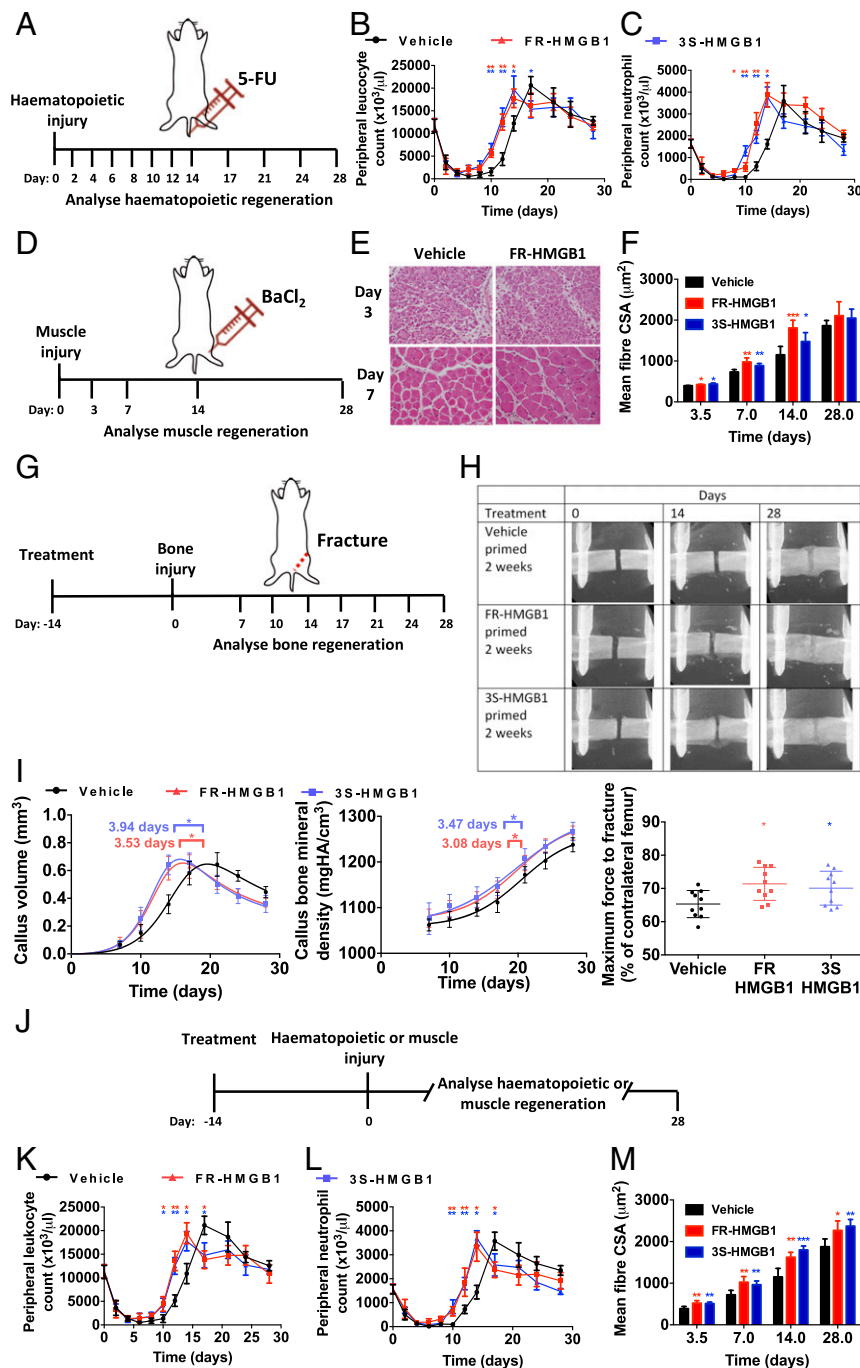 A
Haematopoietic
injury
5-FU
Day: 0 2 4 6 8 10 12 14 17 21 24 28
Analyse haematopoietic regeneration
B
Vehicle FR-HMGB1 3S-HMGB1
Peripheral leucocyte
count (x10³/µl)
25000
20000
15000
10000
5000
0
** ** * *
** ** *
0 10 20 30
Time (days)
C
Peripheral neutrophil
count (x10³/µl)
5000
4000
3000
2000
1000
0
* ** ** *
** ** *
0 10 20 30
Time (days)
D
Muscle
injury
BaCl₂
Day: 0 3 7 14 28
Analyse muscle regeneration
E
Vehicle FR-HMGB1
Day
3
Day
7
F
Mean fibre CSA (µm²)
3000
2000
1000
0
Vehicle
FR-HMGB1
3S-HMGB1
* * ** ** *** *
3.5 7.0 14.0 28.0
Time (days)
G
Treatment
Bone
injury
Fracture
Day: -14 0 7 10 14 17 21 24 28
Analyse bone regeneration
H
Days
Treatment 0 14 28
Vehicle
primed
2 weeks
FR-HMGB1
primed
2 weeks
3S-HMGB1
primed
2 weeks
I
Vehicle FR-HMGB1 3S-HMGB1
Callus volume (mm³)
1.0
0.8
0.6
0.4
0.2
0.0
3.94 days *
3.53 days *
0 10 20 30
Time (days)
Callus bone mineral
density (mgHA/cm³)
1300
1200
1100
1000
3.47 days *
3.08 days *
0 10 20 30
Time (days)
Maximum force to fracture
(% of contralateral femur)
90
80
70
60
50
* *
Vehicle FR 3S
HMGB1 HMGB1
J
Treatment
Haematopoietic or muscle
injury
Analyse haematopoietic or
muscle regeneration
Day: -14 0 28
K
Vehicle FR-HMGB1
Peripheral leukocyte
count (x10³/µl)
25000
20000
15000
10000
5000
0
* ** * *
* ** * *
0 5 10 15 20 25 30
Time (days)
L
3S-HMGB1
Peripheral neutrophil
count (x10³/µl)
5000
4000
3000
2000
1000
0
** ** * *
** ** * *
0 10 20 30
Time (days)
M
Mean fibre CSA (µm²)
3000
2000
1000
0
Vehicle
FR-HMGB1
3S-HMGB1
** ** ** ** ** *** * **
3.5 7.0 14.0 28.0
Time (days)